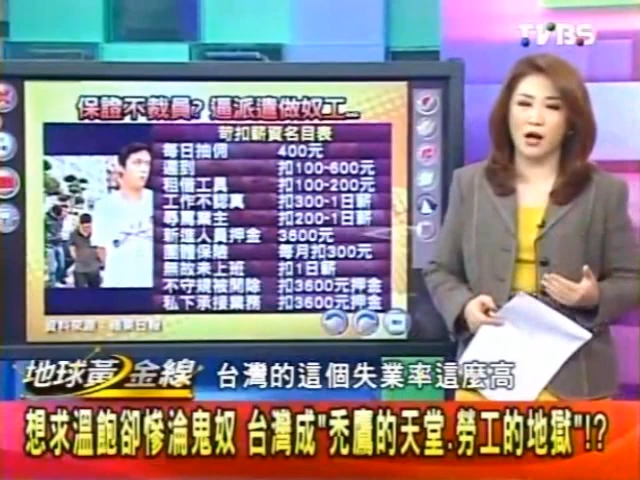 TVBS
保證不裁員? 逼派遣做奴工...
苛扣薪資名目表
每日抽佣 400元
遲到 扣100-600元
租借工具 扣100-200元
工作不認真 扣300-1日薪
辱罵業主 扣200-1日薪
新進人員押金 3600元
團體保險 每月扣300元
無故未上班 扣1日薪
不守規被開除 扣3600元押金
私下承接業務 扣3600元押金
資料來源:蘋果日報
地球黃金線
台灣的這個失業率這麼高
想求溫飽卻慘淪鬼奴 台灣成"禿鷹的天堂.勞工的地獄"!?